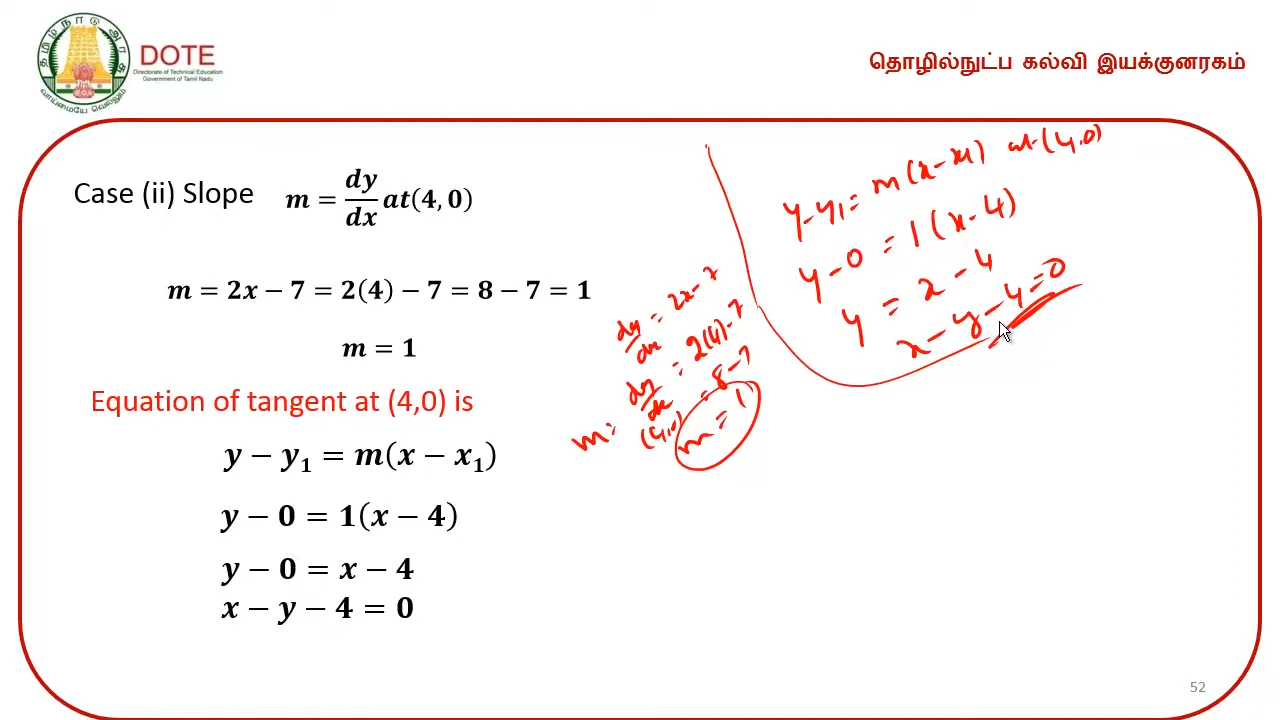 தமிழ்நாடு அரசு
வாய்மையே வெல்லும்
DOTE
Directorate of Technical Education
Government of Tamil Nadu
தொழில்நுட்ப கல்வி இயக்குனரகம்
Case (ii) Slope m = dy/dx at(4, 0)
m = 2x − 7 = 2(4) − 7 = 8 − 7 = 1
m = 1
Equation of tangent at (4,0) is
y − y₁ = m(x − x₁)
y − 0 = 1(x − 4)
y − 0 = x − 4
x − y − 4 = 0
dy/dx = 2x-7
dy/dx = 2(4)-7
m = (4,0) = 8-7
m = 1
y-y1 = m(x-x1) at (4,0)
y-0 = 1(x-4)
y = x-4
x-y-4=0
52